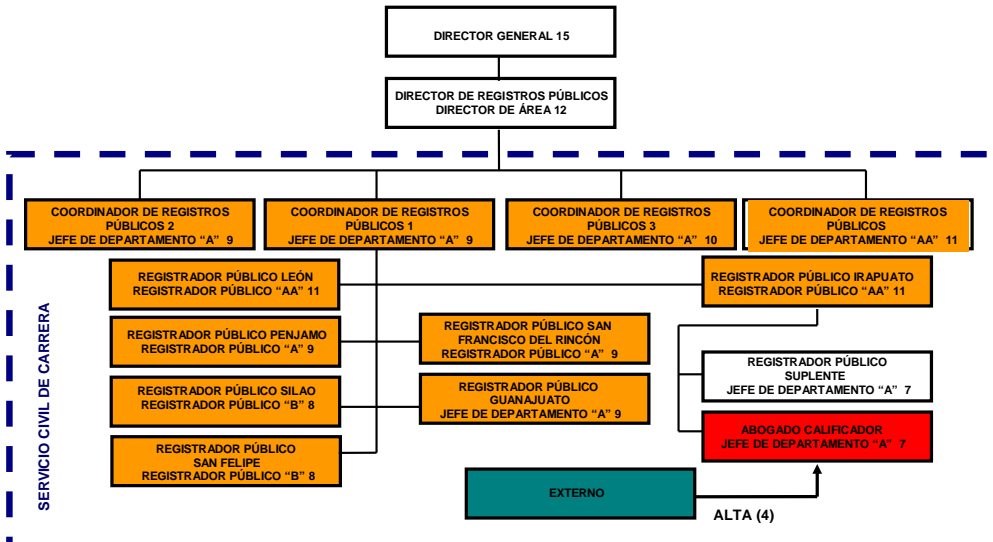 DIRECTOR GENERAL 15
DIRECTOR DE REGISTROS PÚBLICOS
DIRECTOR DE ÁREA 12
COORDINADOR DE REGISTROS
PÚBLICOS 2
JEFE DE DEPARTAMENTO “A” 9
COORDINADOR DE REGISTROS
PÚBLICOS 1
JEFE DE DEPARTAMENTO “A” 9
COORDINADOR DE REGISTROS
PÚBLICOS 3
JEFE DE DEPARTAMENTO “A” 10
COORDINADOR DE REGISTROS
PÚBLICOS
JEFE DE DEPARTAMENTO “AA” 11
REGISTRADOR PÚBLICO LEÓN
REGISTRADOR PÚBLICO “AA” 11
REGISTRADOR PÚBLICO IRAPUATO
REGISTRADOR PÚBLICO “AA” 11
REGISTRADOR PÚBLICO PENJAMO
REGISTRADOR PÚBLICO “A” 9
REGISTRADOR PÚBLICO SAN
FRANCISCO DEL RINCÓN
REGISTRADOR PÚBLICO “A” 9
REGISTRADOR PÚBLICO
SUPLENTE
JEFE DE DEPARTAMENTO “A” 7
REGISTRADOR PÚBLICO SILAO
REGISTRADOR PÚBLICO “B” 8
REGISTRADOR PÚBLICO
GUANAJUATO
JEFE DE DEPARTAMENTO “A” 9
ABOGADO CALIFICADOR
JEFE DE DEPARTAMENTO “A” 7
REGISTRADOR PÚBLICO
SAN FELIPE
REGISTRADOR PÚBLICO “B” 8
EXTERNO
ALTA (4)
SERVICIO CIVIL DE CARRERA